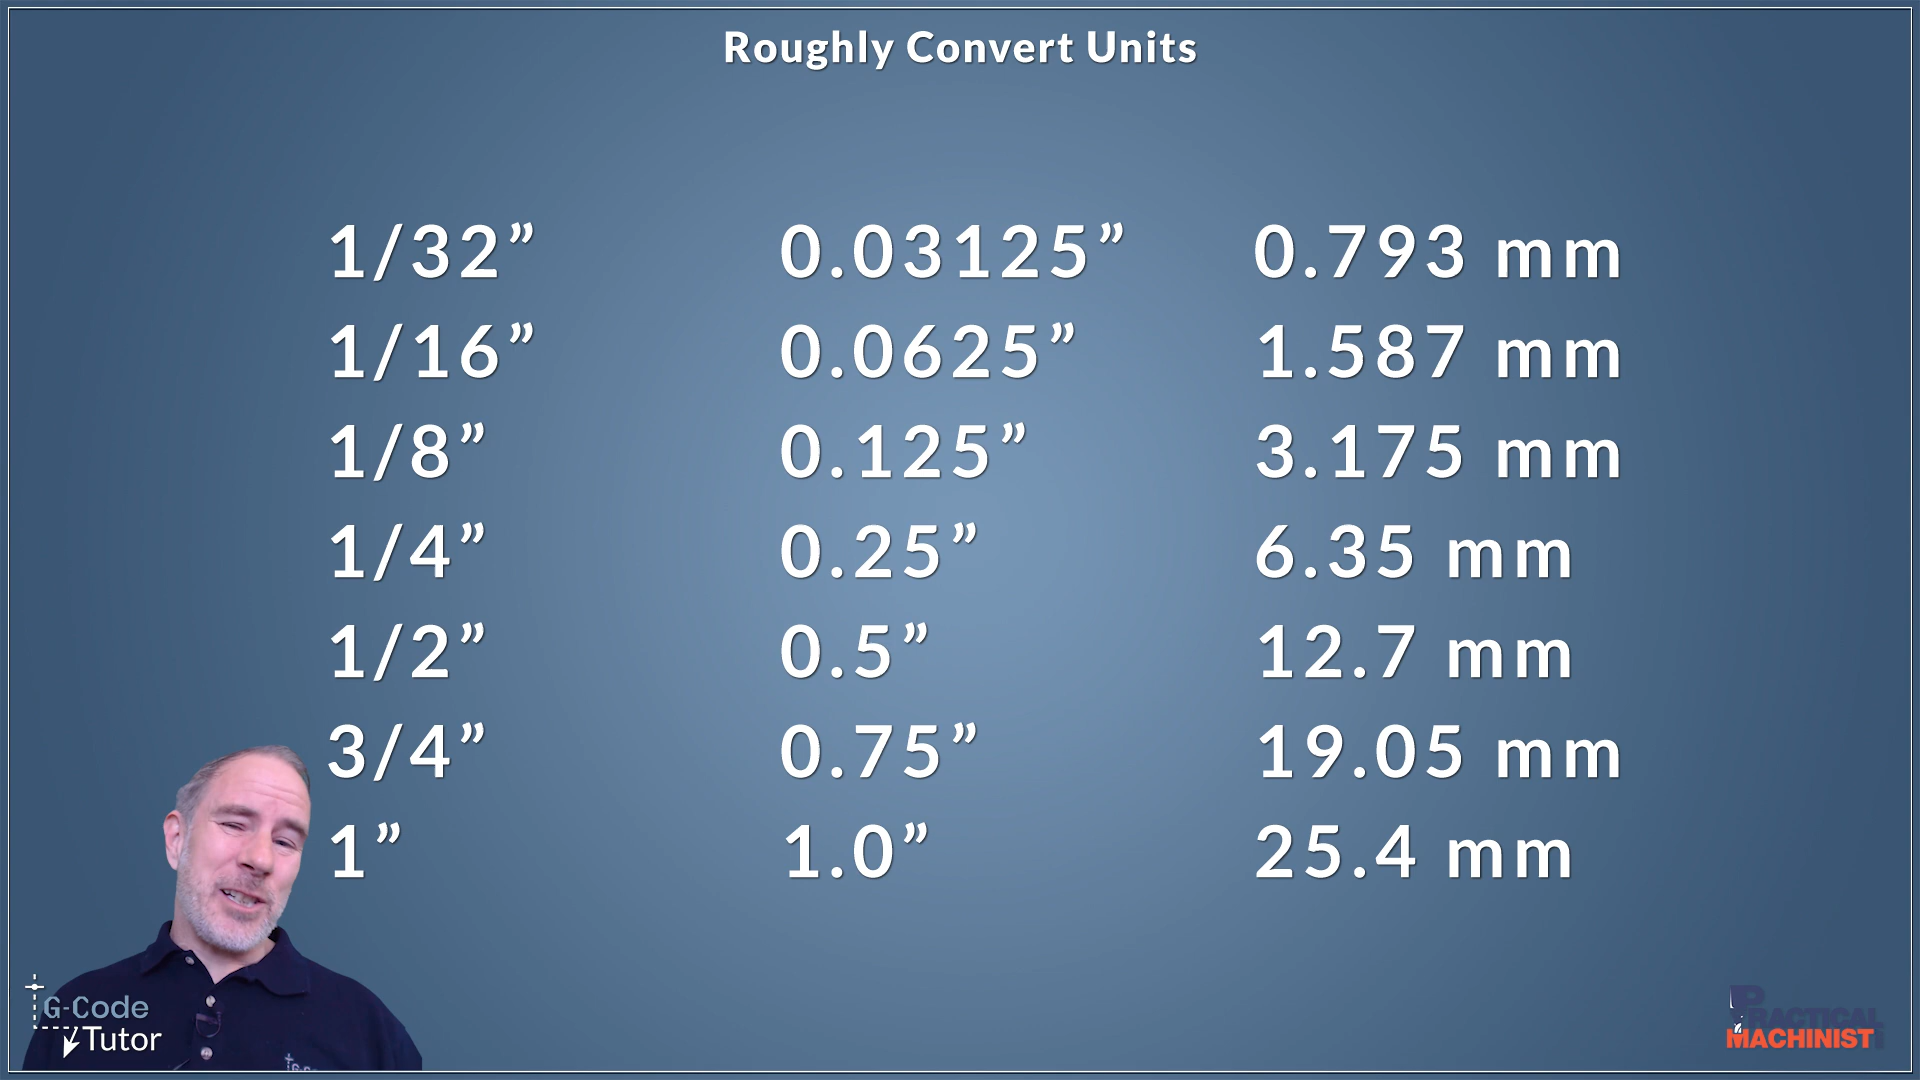 Roughly Convert Units
1/32” 0.03125” 0.793 mm
1/16” 0.0625” 1.587 mm
1/8” 0.125” 3.175 mm
1/4” 0.25” 6.35 mm
1/2” 0.5” 12.7 mm
3/4” 0.75” 19.05 mm
1” 1.0” 25.4 mm
G-Code
Tutor
PRACTICAL
MACHINIST